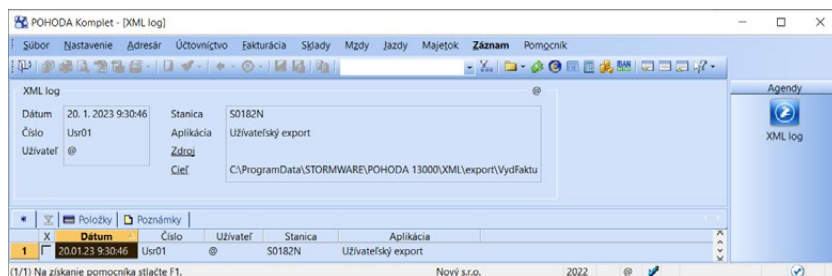 POHODA Komplet - [XML log]
Súbor Nastavenie Adresár Účtovníctvo Fakturácia Sklady Mzdy Jazdy Majetok Záznam Pomocník
XML log @
Agendy
Dátum 20. 1. 2023 9:30:46 Stanica S0182N
Číslo Usr01 Aplikácia Užívateľský export
XML log
Užívateľ @ Zdroj
Cieľ C:\ProgramData\STORMWARE\POHODA 13000\XML\export\VydFaktu
* Položky Poznámky
X Dátum Číslo Užívateľ Stanica Aplikácia
1 20.01.23 9:30:46 Usr01 @ S0182N Užívateľský export
(1/1) Na získanie pomocníka stlačte F1. Nový s.r.o. 2022 @